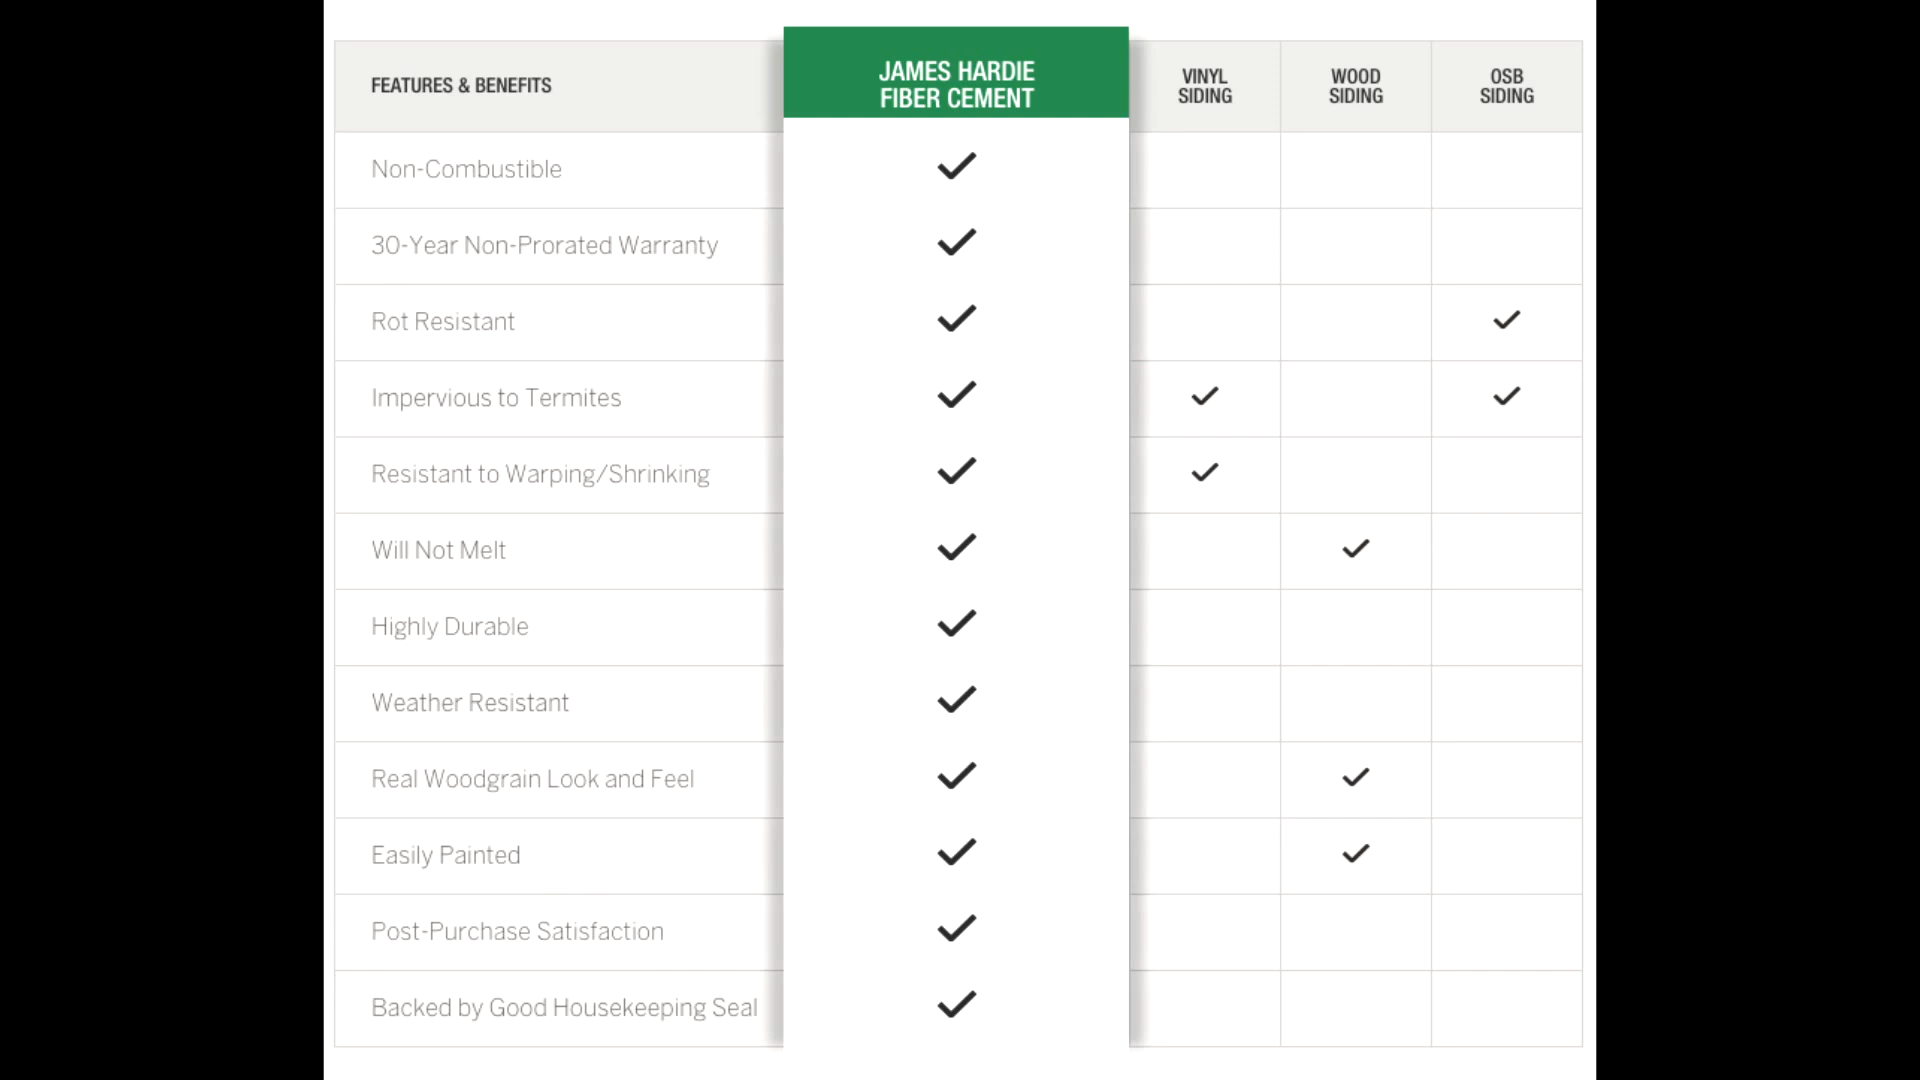 FEATURES & BENEFITS
JAMES HARDIE
FIBER CEMENT
VINYL
SIDING
WOOD
SIDING
OSB
SIDING
Non-Combustible
30-Year Non-Prorated Warranty
Rot Resistant
Impervious to Termites
Resistant to Warping/Shrinking
Will Not Melt
Highly Durable
Weather Resistant
Real Woodgrain Look and Feel
Easily Painted
Post-Purchase Satisfaction
Backed by Good Housekeeping Seal